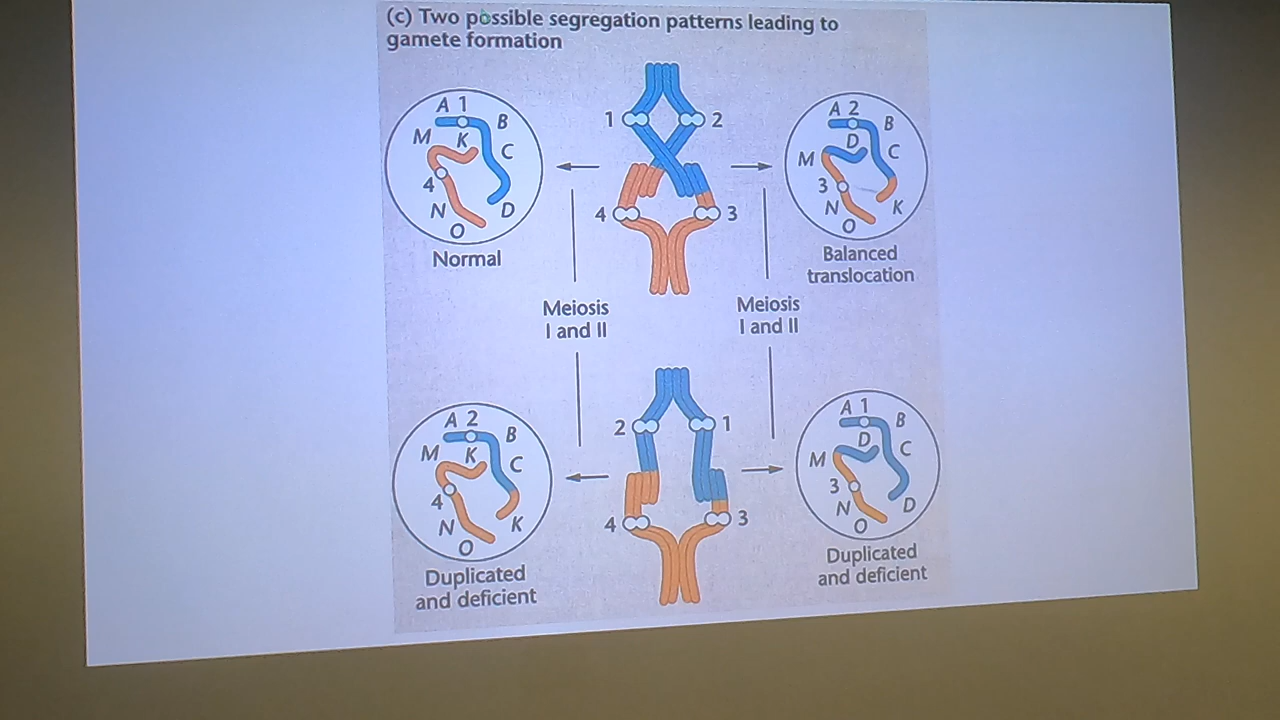 (c) Two possible segregation patterns leading to
gamete formation
A 1
B
M
K
C
4
N
D
O
Normal
1
2
4
3
A 2
B
D
M
C
3
N
K
O
Balanced
translocation
Meiosis
I and II
Meiosis
I and II
A 2
B
M
K
C
4
N
K
O
Duplicated
and deficient
2
1
4
3
A 1
B
D
M
C
3
N
D
O
Duplicated
and deficient